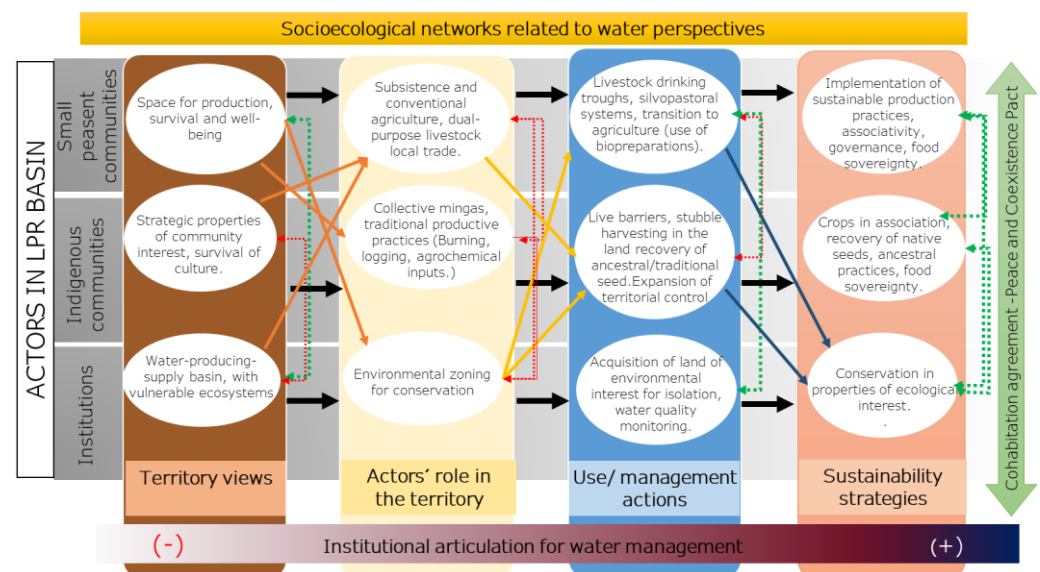 Socioecological networks related to water perspectives
ACTORS IN LPR BASIN
Small
peasent
communities
Indigenous
communities
Institutions
Space for production,
survival and well-
being
Strategic properties
of community
interest, survival of
culture.
Water-producing-
supply basin, with
vulnerable ecosystems
Territory views
Subsistence and
conventional
agriculture, dual-
purpose livestock
local trade.
Collective mingas,
traditional productive
practices (Burning,
logging, agrochemical
inputs.)
Environmental zoning
for conservation
Actors´ role in
the territory
Livestock drinking
troughs, silvopastoral
systems, transition to
agriculture (use of
biopreparations).
Live barriers, stubble
harvesting in the
land recovery of
ancestral/traditional
seed.Expansion of
territorial control
Acquisition of land of
environmental
interest for isolation,
water quality
monitoring.
Use/ management
actions
Implementation of
sustainable production
practices,
associativity,
governance, food
sovereignty.
Crops in association,
recovery of native
seeds, ancestral
practices, food
sovereignty.
Conservation in
properties of ecological
interest.
.
Sustainability
strategies
Cohabitation agreement -Peace and Coexistence Pact
(-)
Institutional articulation for water management
(+)